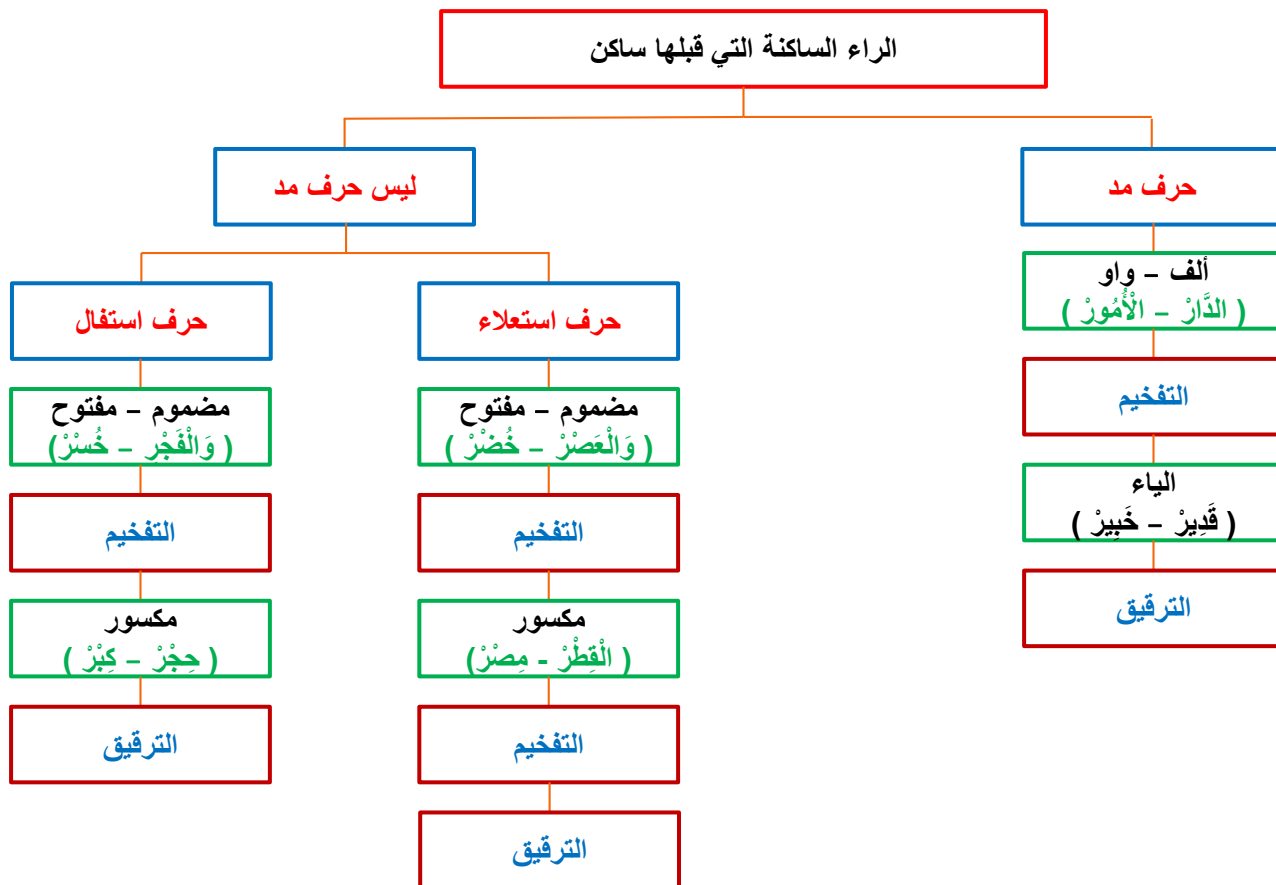 الراء الساكنة التي قبلها ساكن
حرف مد
ألف – واو
( الدَّارْ – الْأُمُورْ )
التفخيم
الياء
( قَدِيرْ – خَبِيرْ )
الترقيق
ليس حرف مد
حرف استعلاء
مضموم – مفتوح
( وَالْعَصْرْ – خُضْرْ )
التفخيم
مكسور
( الْقِطْرْ - مِصْرْ)
التفخيم
الترقيق
حرف استفال
مضموم – مفتوح
( وَالْفَجْرِ – خُسْرْ)
التفخيم
مكسور
( حِجْرْ – كِبْرْ )
الترقيق